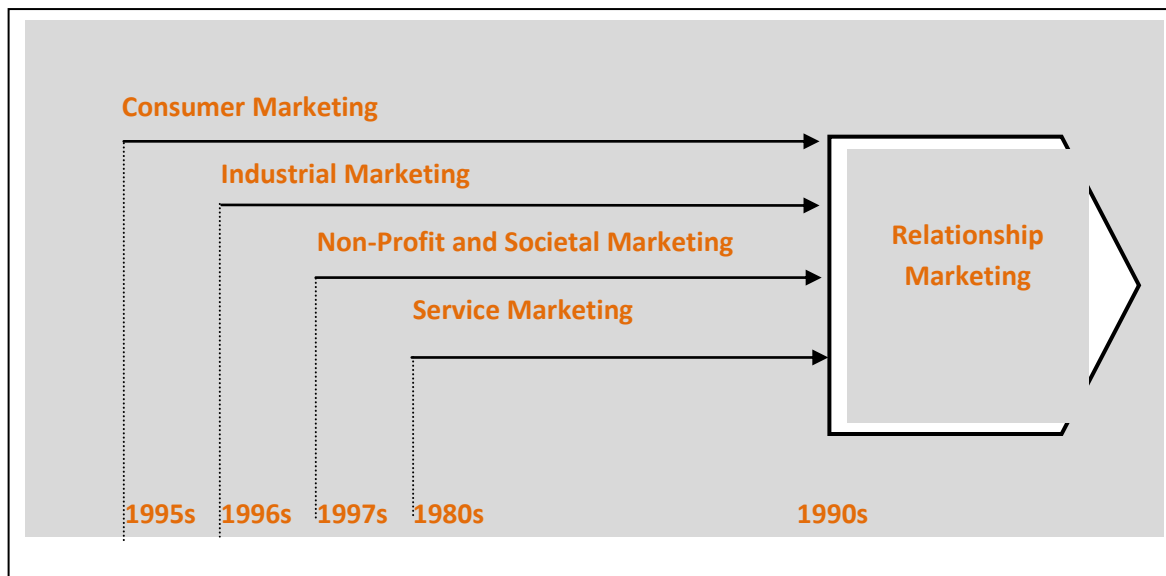 Consumer Marketing
Industrial Marketing
Non-Profit and Societal Marketing
Service Marketing
Relationship
Marketing
1995s
1996s
1997s
1980s
1990s